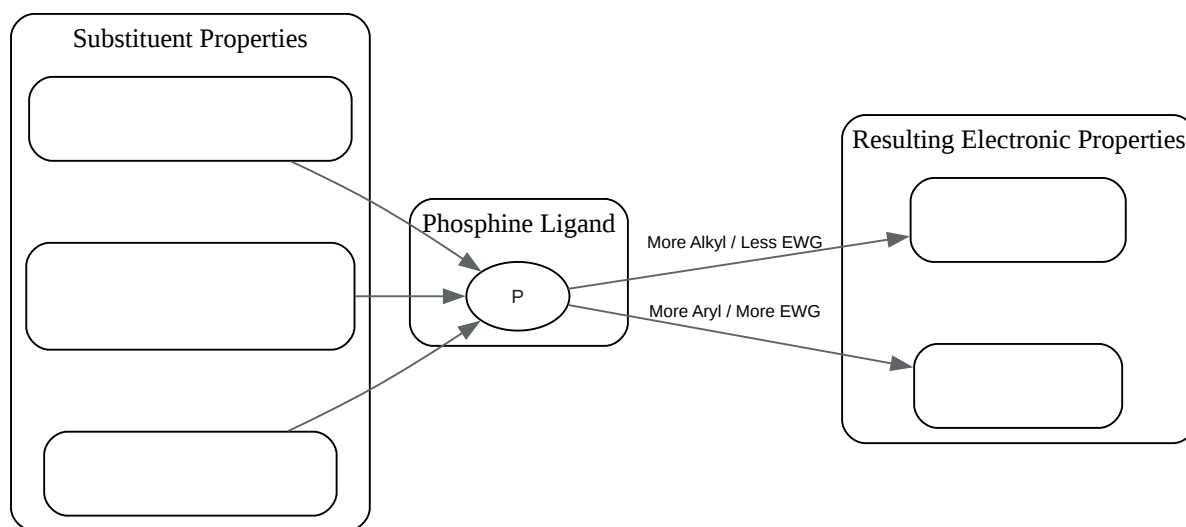 Substituent Properties
Resulting Electronic Properties
Phosphine Ligand
More Alkyl / Less EWG
P
More Aryl / More EWG